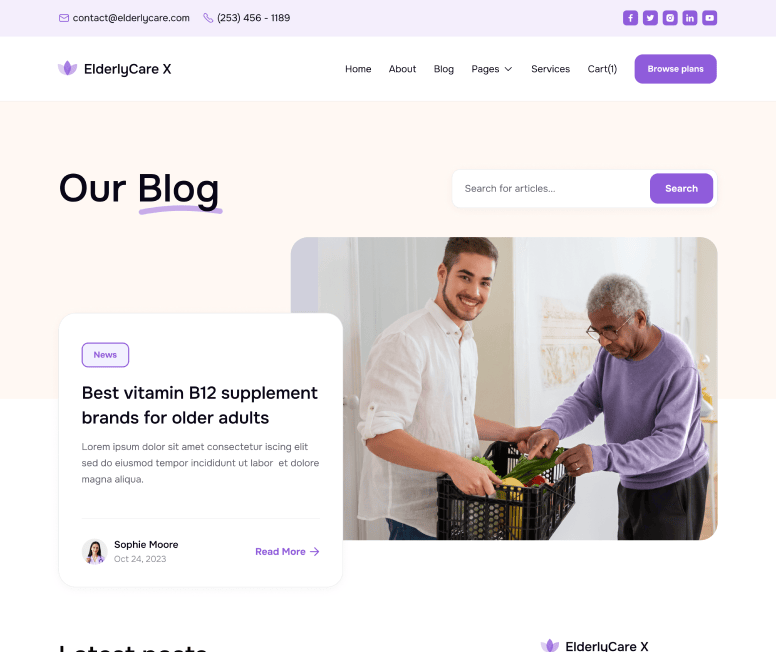 contact@elderlycare.com (253) 456 - 1189
ElderlyCare X
Home About Blog Pages Services Cart(1) Browse plans
Our Blog
Search for articles... Search
News
Best vitamin B12 supplement
brands for older adults
Lorem ipsum dolor sit amet consectetur iscing elit
sed do eiusmod tempor incididunt ut labor et dolore
magna aliqua.
Sophie Moore
Oct 24, 2023
Read More
Latest posts
ElderlyCare X